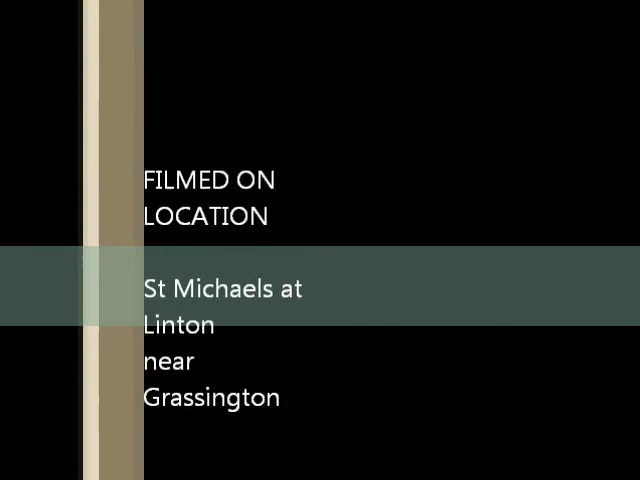 FILMED ON
LOCATION
St Michaels at
Linton
near
Grassington